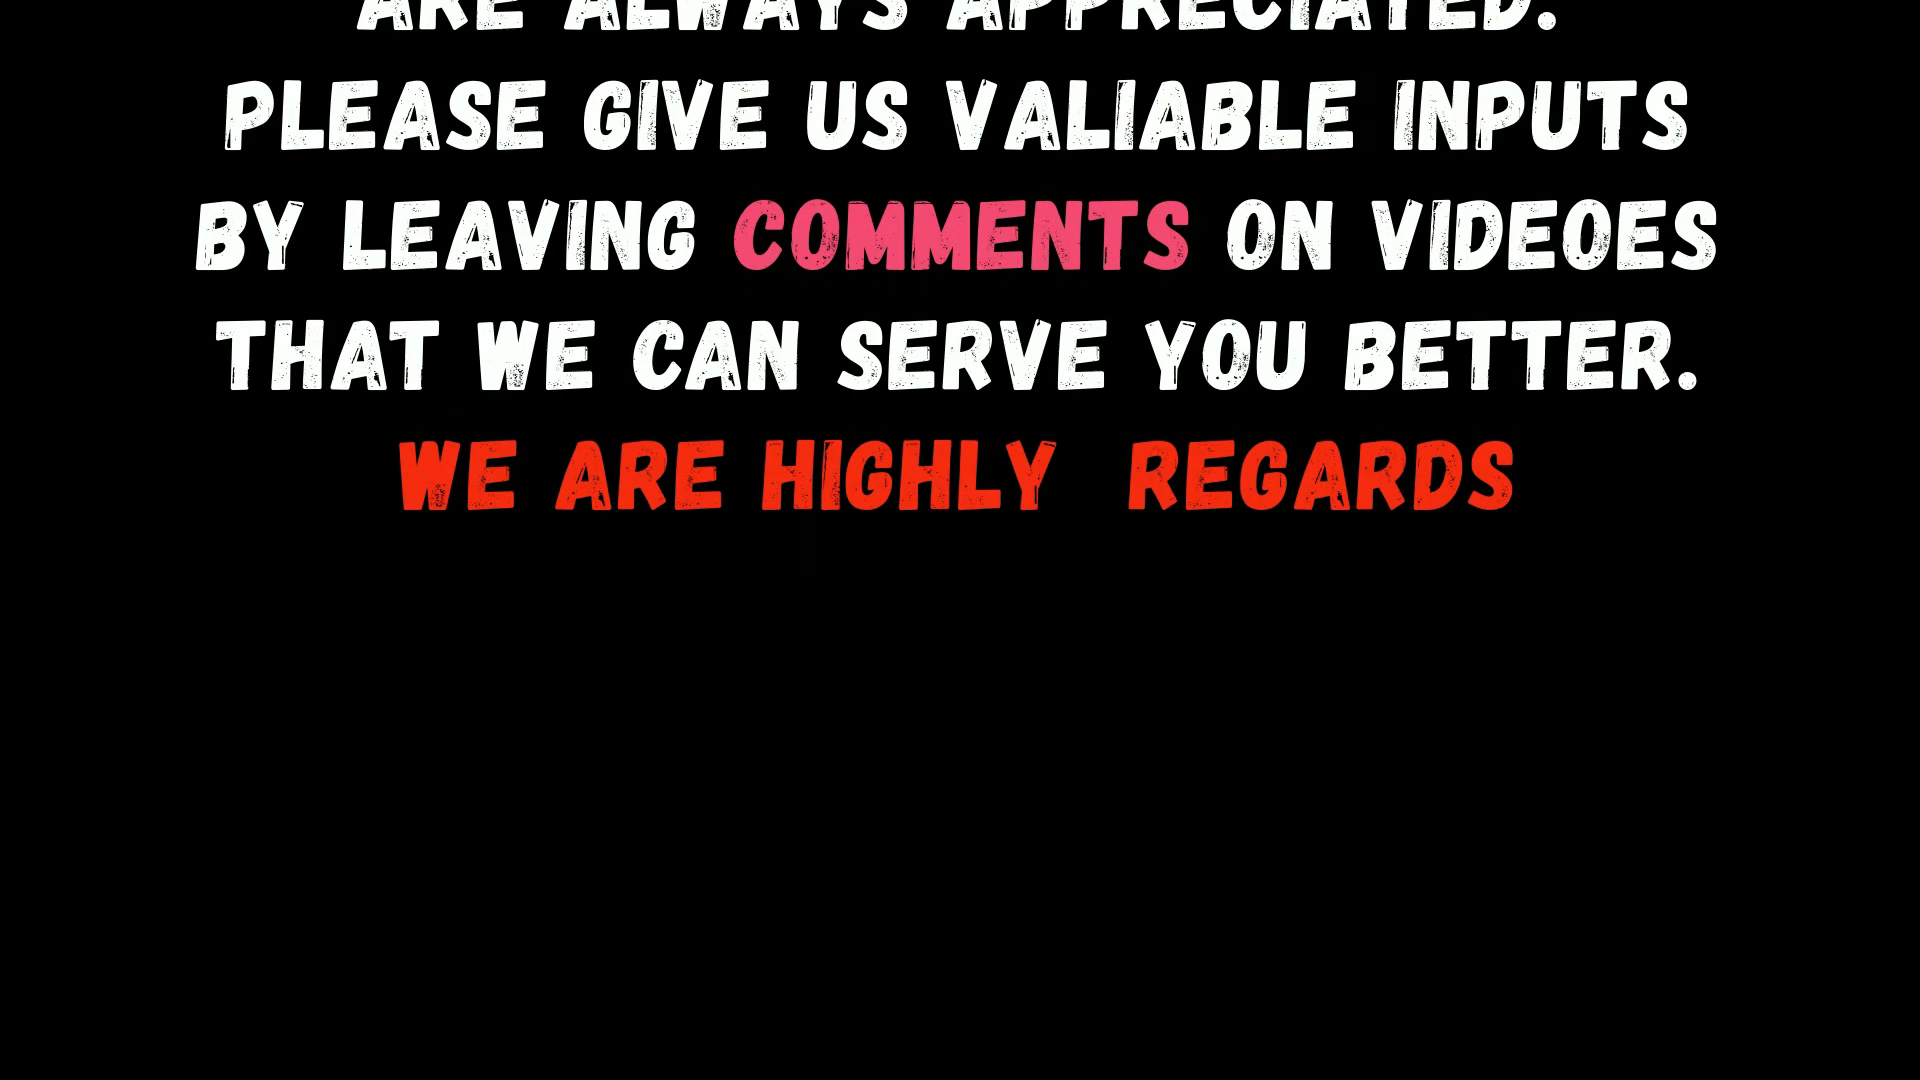 ARE ALWAYS APPRECIATED.
PLEASE GIVE US VALIABLE INPUTS
BY LEAVING COMMENTS ON VIDEOES
THAT WE CAN SERVE YOU BETTER.
WE ARE HIGHLY REGARDS